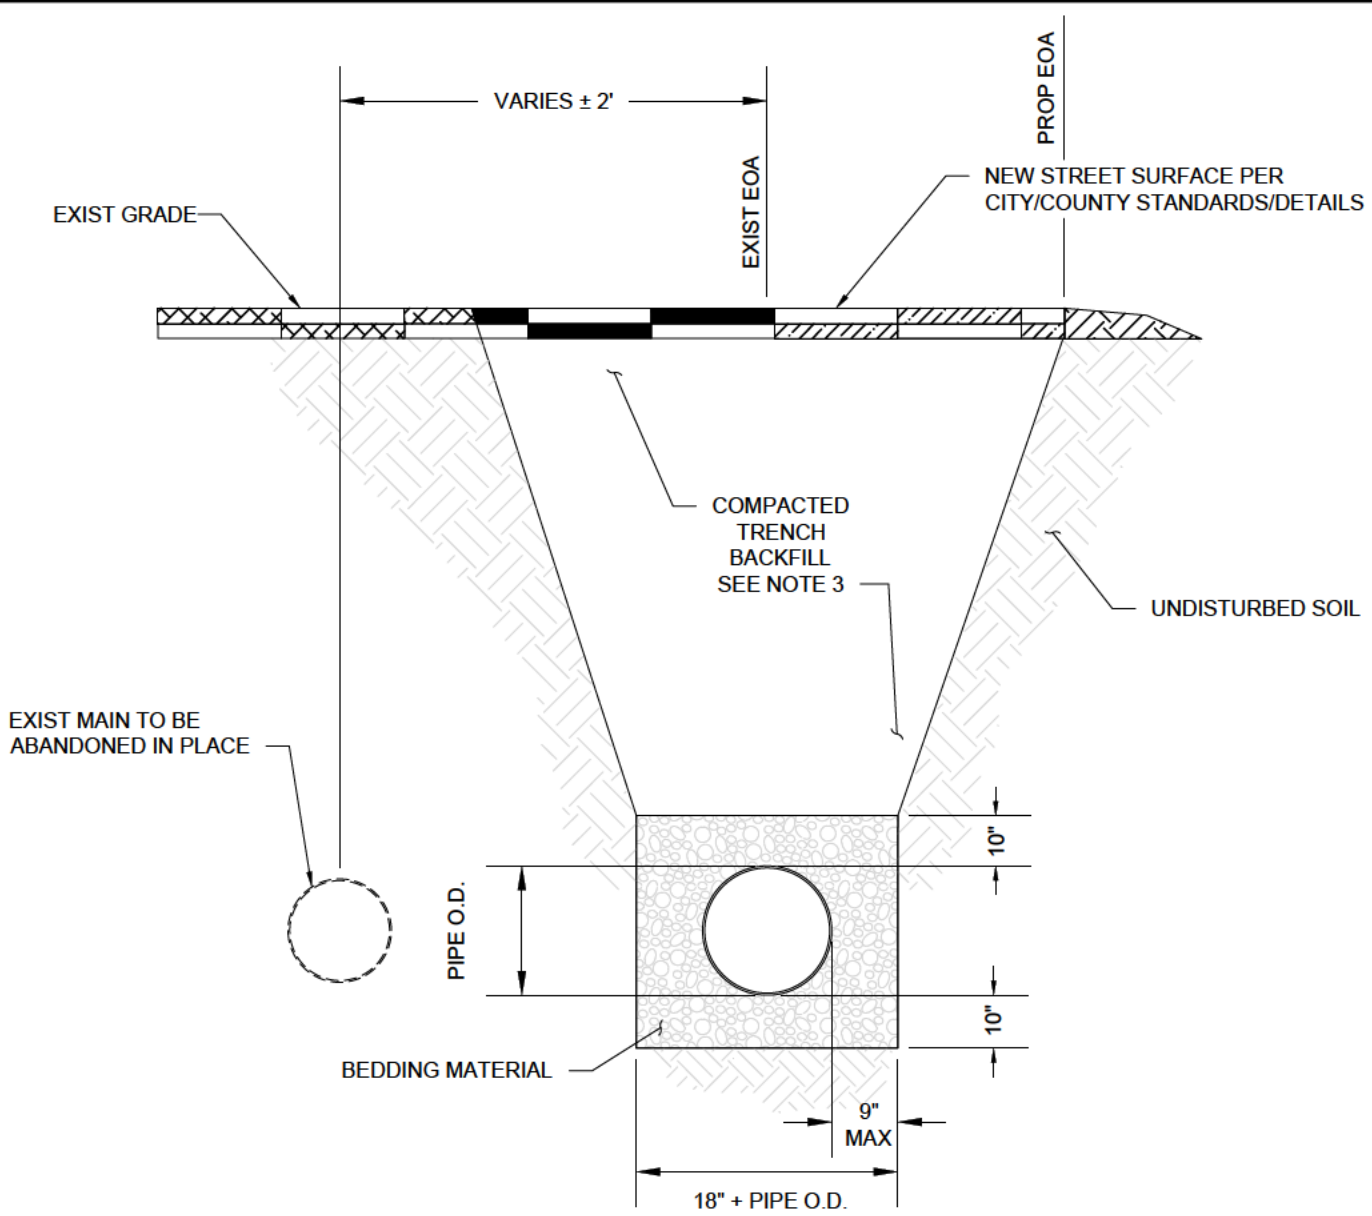 PROP EOA
VARIES ± 2'
EXIST EOA
NEW STREET SURFACE PER
CITY/COUNTY STANDARDS/DETAILS
EXIST GRADE
COMPACTED
TRENCH
BACKFILL
SEE NOTE 3
UNDISTURBED SOIL
EXIST MAIN TO BE
ABANDONED IN PLACE
10"
PIPE O.D.
10"
BEDDING MATERIAL
9"
MAX
18" + PIPE O.D.